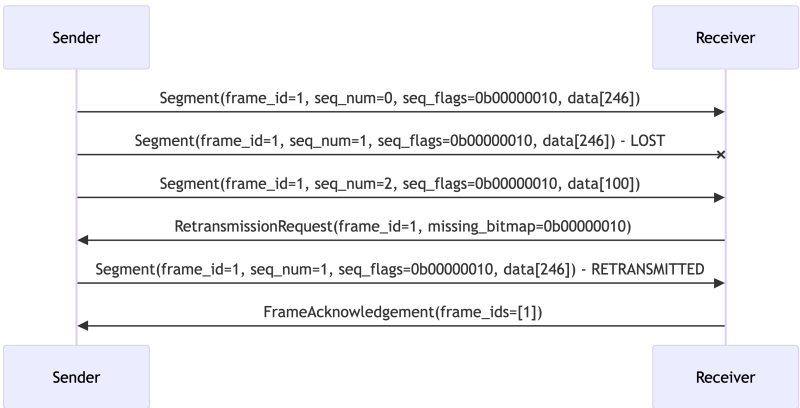 Sender
Receiver
Segment(frame_id=1, seq_num=0, seq_flags=0b00000010, data[246])
Segment(frame_id=1, seq_num=1, seq_flags=0b00000010, data[246]) - LOST
Segment(frame_id=1, seq_num=2, seq_flags=0b00000010, data[100])
RetransmissionRequest(frame_id=1, missing_bitmap=0b00000010)
Segment(frame_id=1, seq_num=1, seq_flags=0b00000010, data[246]) - RETRANSMITTED
FrameAcknowledgement(frame_ids=[1])
Sender
Receiver